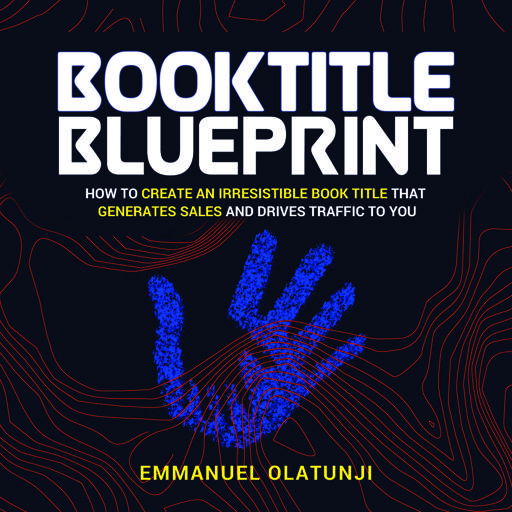 BOOKTITLE
BLUEPRINT
HOW TO CREATE AN IRRESISTIBLE BOOK TITLE THAT
GENERATES SALES AND DRIVES TRAFFIC TO YOU
EMMANUEL OLATUNJI